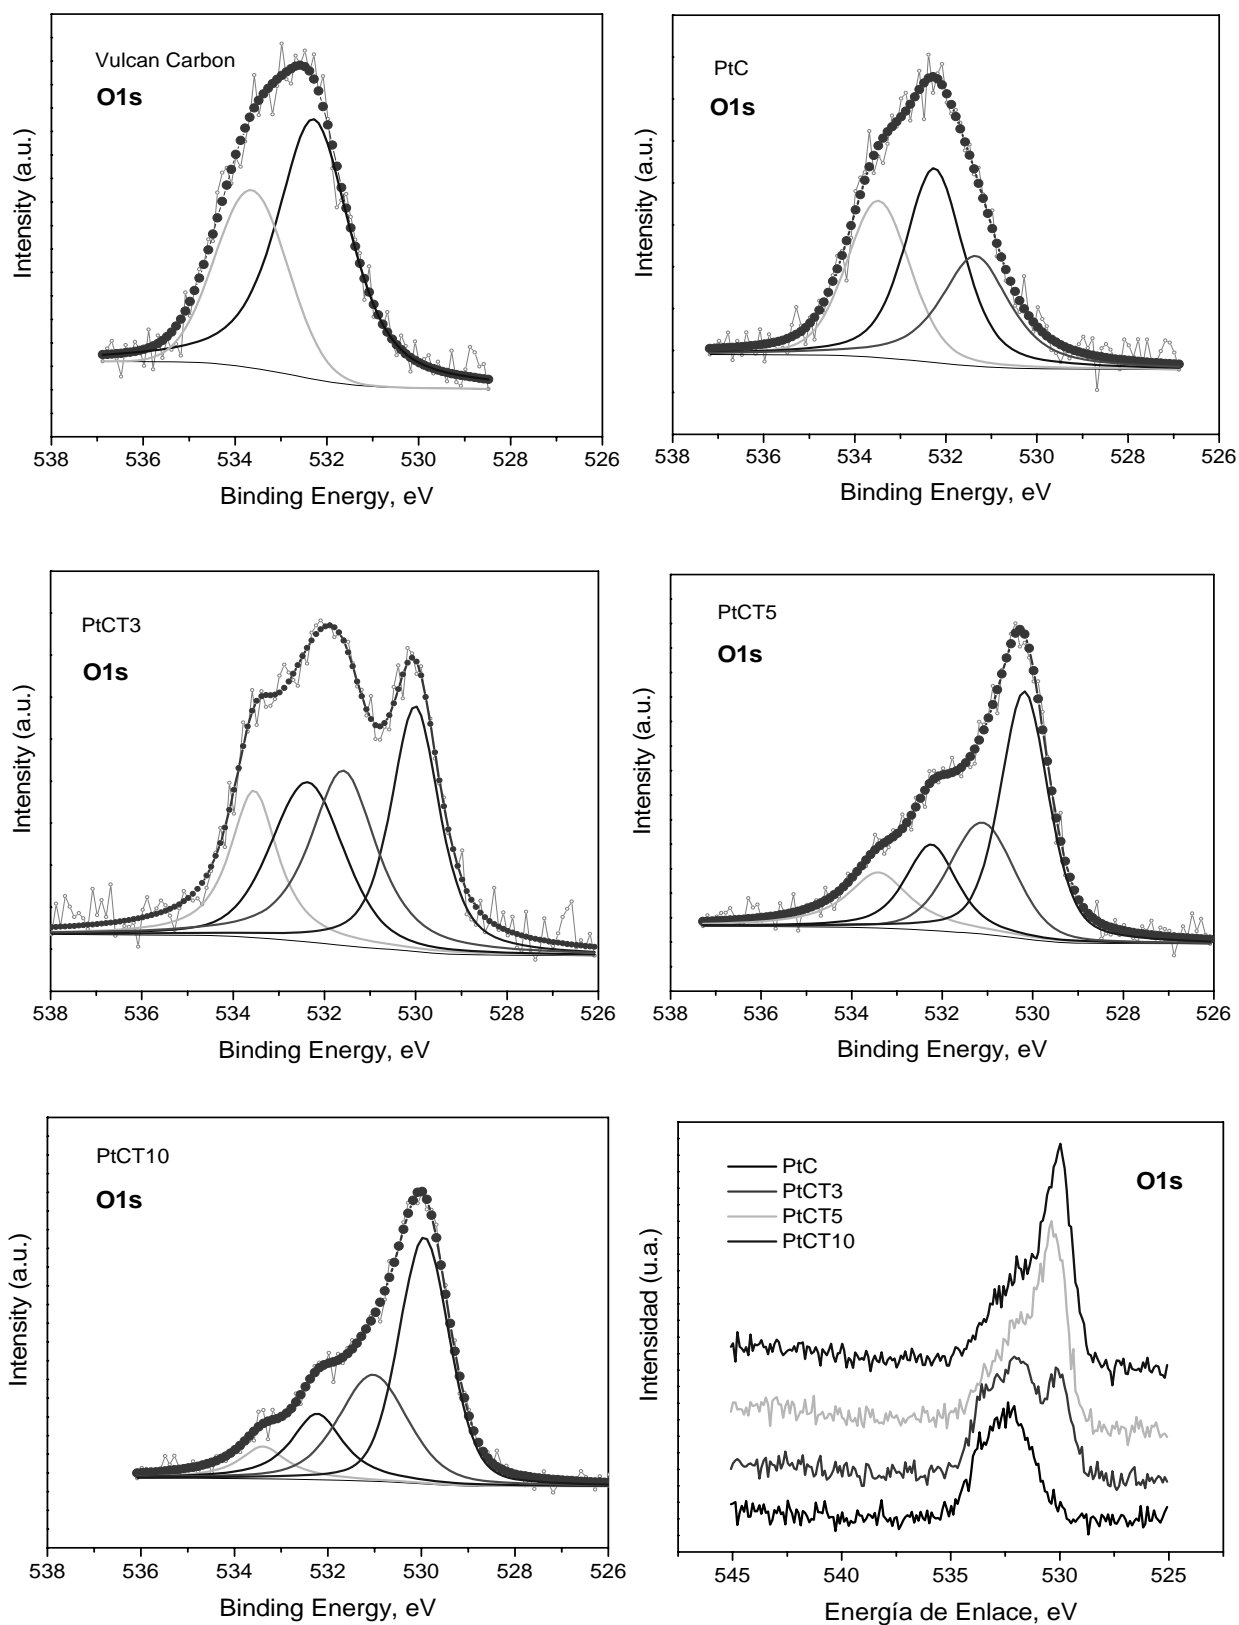 Vulcan Carbon
O1s
Intensity (a.u.)
538 536 534 532 530 528 526
Binding Energy, eV
PtC
O1s
Intensity (a.u.)
538 536 534 532 530 528 526
Binding Energy, eV
PtCT3
O1s
Intensity (a.u.)
538 536 534 532 530 528 526
Binding Energy, eV
PtCT5
O1s
Intensity (a.u.)
538 536 534 532 530 528 526
Binding Energy, eV
PtCT10
O1s
Intensity (a.u.)
538 536 534 532 530 528 526
Binding Energy, eV
PtC
PtCT3
PtCT5
PtCT10
O1s
Intensidad (u.a.)
545 540 535 530 525
Energía de Enlace, eV